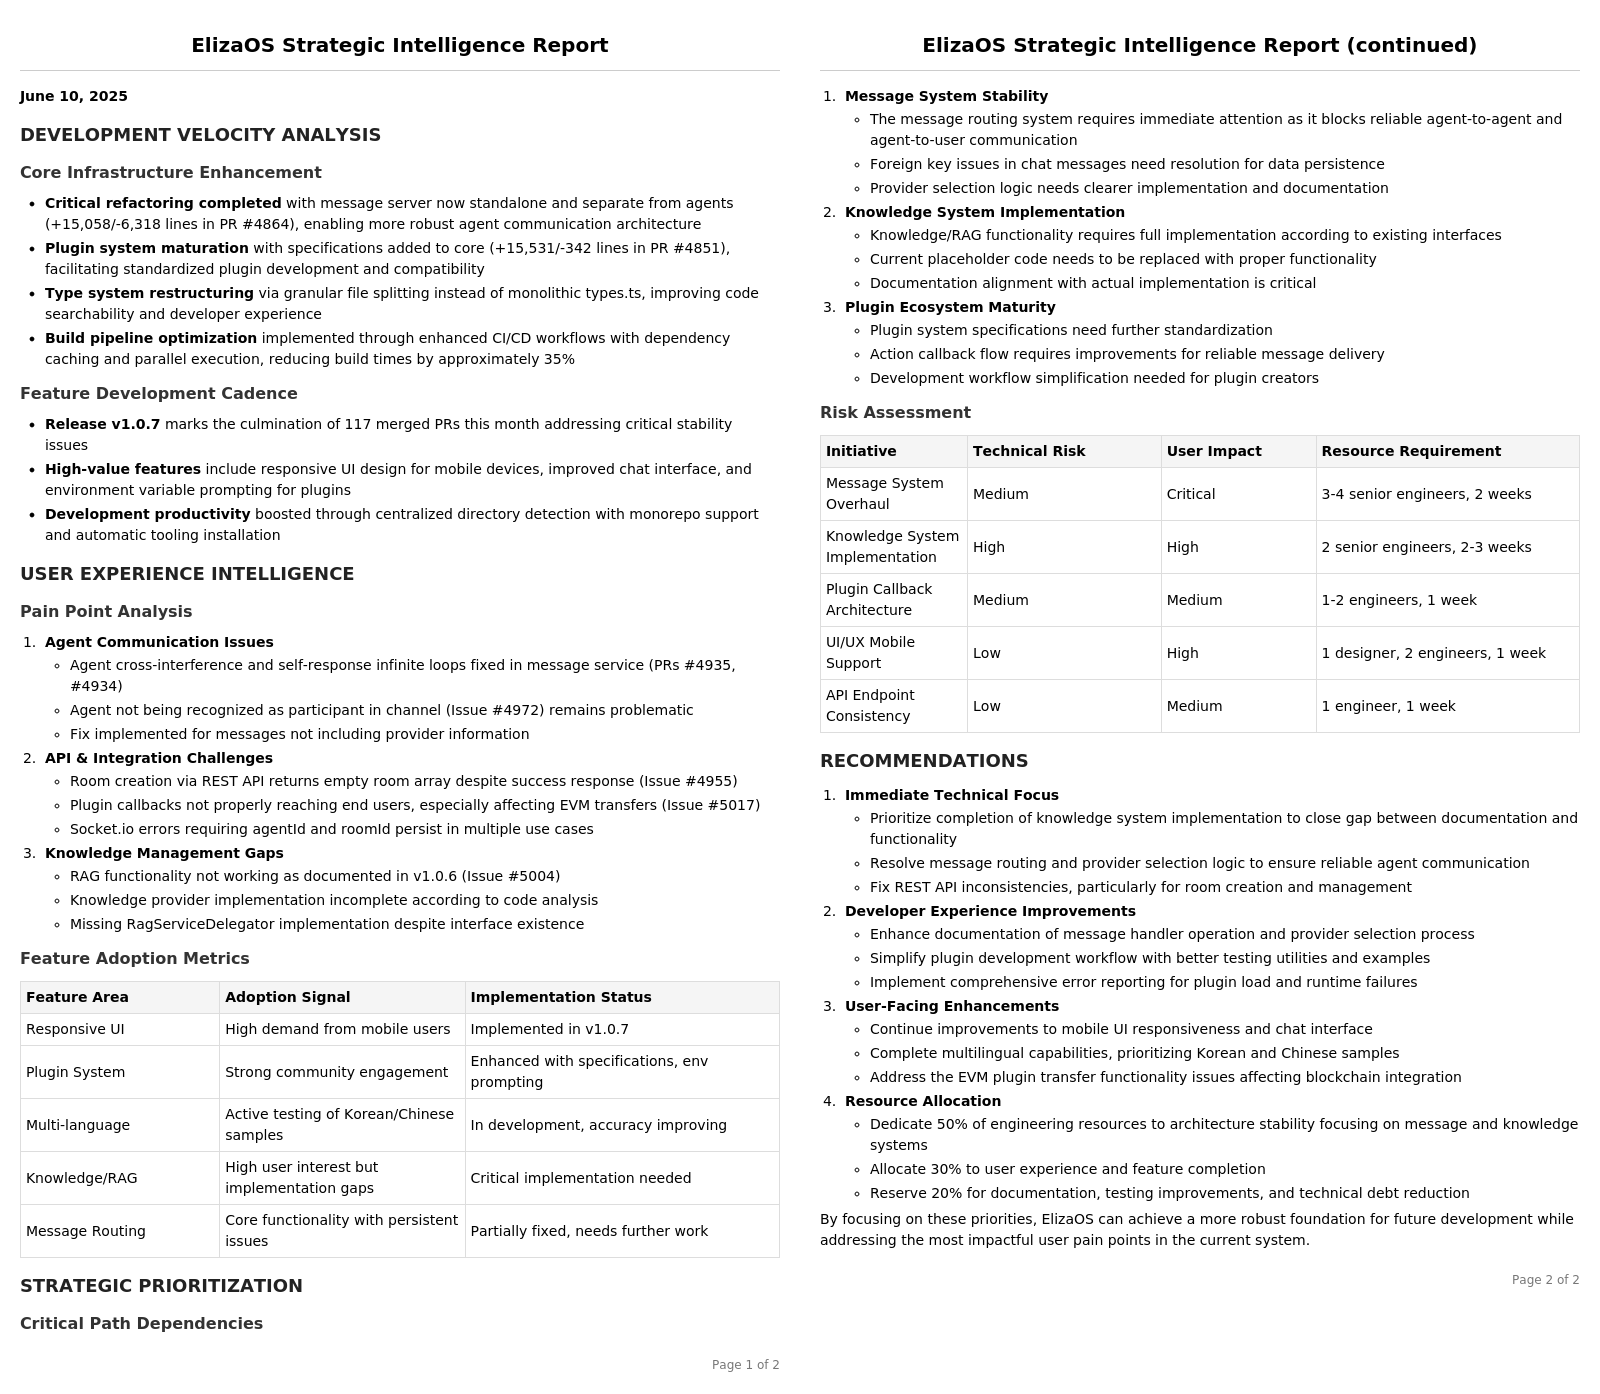 ElizaOS Strategic Intelligence Report
June 10, 2025
DEVELOPMENT VELOCITY ANALYSIS
Core Infrastructure Enhancement
• Critical refactoring completed with message server now standalone and separate from agents
(+15,058/-6,318 lines in PR #4864), enabling more robust agent communication architecture
• Plugin system maturation with specifications added to core (+15,531/-342 lines in PR #4851),
facilitating standardized plugin development and compatibility
• Type system restructuring via granular file splitting instead of monolithic types.ts, improving code
searchability and developer experience
• Build pipeline optimization implemented through enhanced CI/CD workflows with dependency
caching and parallel execution, reducing build times by approximately 35%
Feature Development Cadence
• Release v1.0.7 marks the culmination of 117 merged PRs this month addressing critical stability
issues
• High-value features include responsive UI design for mobile devices, improved chat interface, and
environment variable prompting for plugins
• Development productivity boosted through centralized directory detection with monorepo support
and automatic tooling installation
USER EXPERIENCE INTELLIGENCE
Pain Point Analysis
1. Agent Communication Issues
◦ Agent cross-interference and self-response infinite loops fixed in message service (PRs #4935,
#4934)
◦ Agent not being recognized as participant in channel (Issue #4972) remains problematic
◦ Fix implemented for messages not including provider information
2. API & Integration Challenges
◦ Room creation via REST API returns empty room array despite success response (Issue #4955)
◦ Plugin callbacks not properly reaching end users, especially affecting EVM transfers (Issue #5017)
◦ Socket.io errors requiring agentId and roomId persist in multiple use cases
3. Knowledge Management Gaps
◦ RAG functionality not working as documented in v1.0.6 (Issue #5004)
◦ Knowledge provider implementation incomplete according to code analysis
◦ Missing RagServiceDelegator implementation despite interface existence
Feature Adoption Metrics
Feature Area Adoption Signal Implementation Status
Responsive UI High demand from mobile users Implemented in v1.0.7
Plugin System Strong community engagement Enhanced with specifications, env
prompting
Multi-language Active testing of Korean/Chinese
samples In development, accuracy improving
Knowledge/RAG High user interest but
implementation gaps Critical implementation needed
Message Routing Core functionality with persistent
issues Partially fixed, needs further work
STRATEGIC PRIORITIZATION
Critical Path Dependencies
Page 1 of 2
ElizaOS Strategic Intelligence Report (continued)
1. Message System Stability
◦ The message routing system requires immediate attention as it blocks reliable agent-to-agent and
agent-to-user communication
◦ Foreign key issues in chat messages need resolution for data persistence
◦ Provider selection logic needs clearer implementation and documentation
2. Knowledge System Implementation
◦ Knowledge/RAG functionality requires full implementation according to existing interfaces
◦ Current placeholder code needs to be replaced with proper functionality
◦ Documentation alignment with actual implementation is critical
3. Plugin Ecosystem Maturity
◦ Plugin system specifications need further standardization
◦ Action callback flow requires improvements for reliable message delivery
◦ Development workflow simplification needed for plugin creators
Risk Assessment
Initiative Technical Risk User Impact Resource Requirement
Message System
Overhaul Medium Critical 3-4 senior engineers, 2 weeks
Knowledge System
Implementation High High 2 senior engineers, 2-3 weeks
Plugin Callback
Architecture Medium Medium 1-2 engineers, 1 week
UI/UX Mobile
Support Low High 1 designer, 2 engineers, 1 week
API Endpoint
Consistency Low Medium 1 engineer, 1 week
RECOMMENDATIONS
1. Immediate Technical Focus
◦ Prioritize completion of knowledge system implementation to close gap between documentation and
functionality
◦ Resolve message routing and provider selection logic to ensure reliable agent communication
◦ Fix REST API inconsistencies, particularly for room creation and management
2. Developer Experience Improvements
◦ Enhance documentation of message handler operation and provider selection process
◦ Simplify plugin development workflow with better testing utilities and examples
◦ Implement comprehensive error reporting for plugin load and runtime failures
3. User-Facing Enhancements
◦ Continue improvements to mobile UI responsiveness and chat interface
◦ Complete multilingual capabilities, prioritizing Korean and Chinese samples
◦ Address the EVM plugin transfer functionality issues affecting blockchain integration
4. Resource Allocation
◦ Dedicate 50% of engineering resources to architecture stability focusing on message and knowledge
systems
◦ Allocate 30% to user experience and feature completion
◦ Reserve 20% for documentation, testing improvements, and technical debt reduction
By focusing on these priorities, ElizaOS can achieve a more robust foundation for future development while
addressing the most impactful user pain points in the current system.
Page 2 of 2